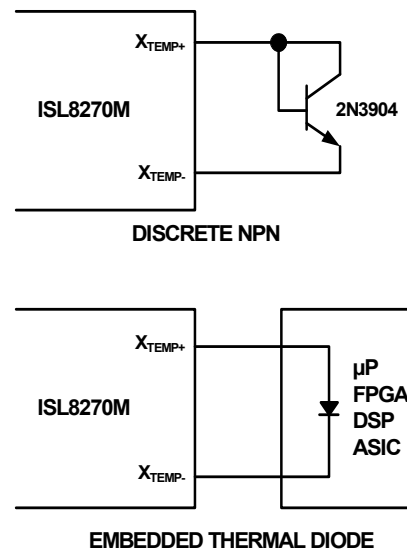 XTEMP+
ISL8270M
2N3904
XTEMP-
DISCRETE NPN
XTEMP+
µP
FPGA
ISL8270M
DSP
ASIC
XTEMP-
EMBEDDED THERMAL DIODE